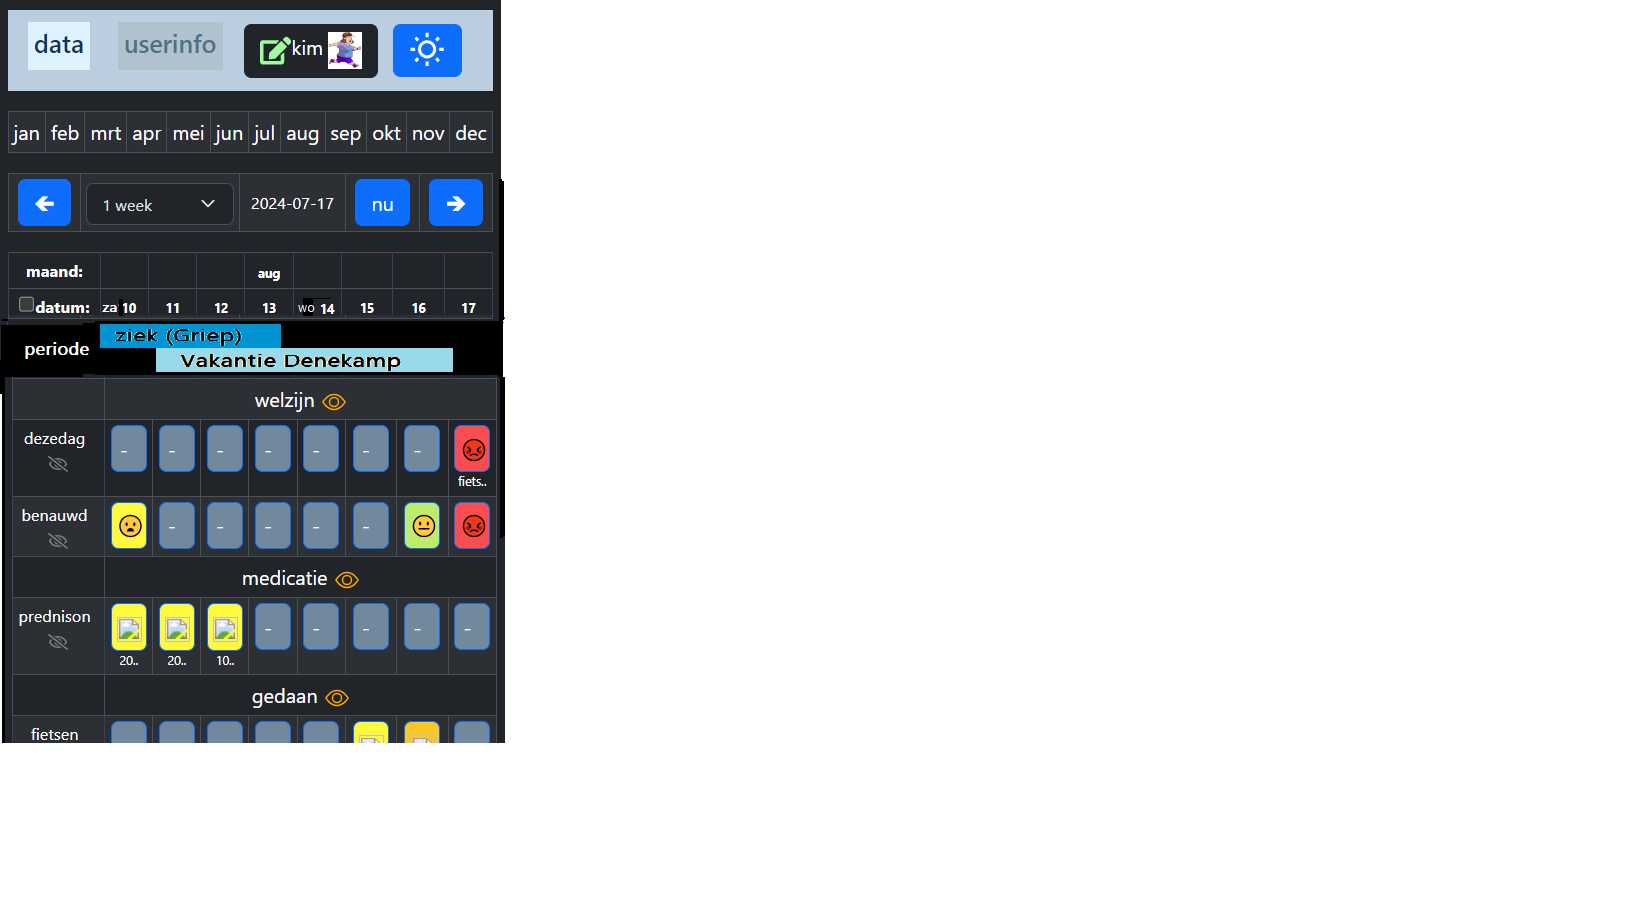 data userinfo kim
jan feb mrt apr mei jun jul aug sep okt nov dec
1 week 2024-07-17 nu
maand: aug
datum: za 10 11 12 13 wo 14 15 16 17
periode
ziek (Griep)
Vakantie Denekamp
welzijn
dezedag - - - - - - -
fiets..
benauwd - - - - -
medicatie
prednison - - - - -
20.. 20.. 10..
gedaan
fietsen